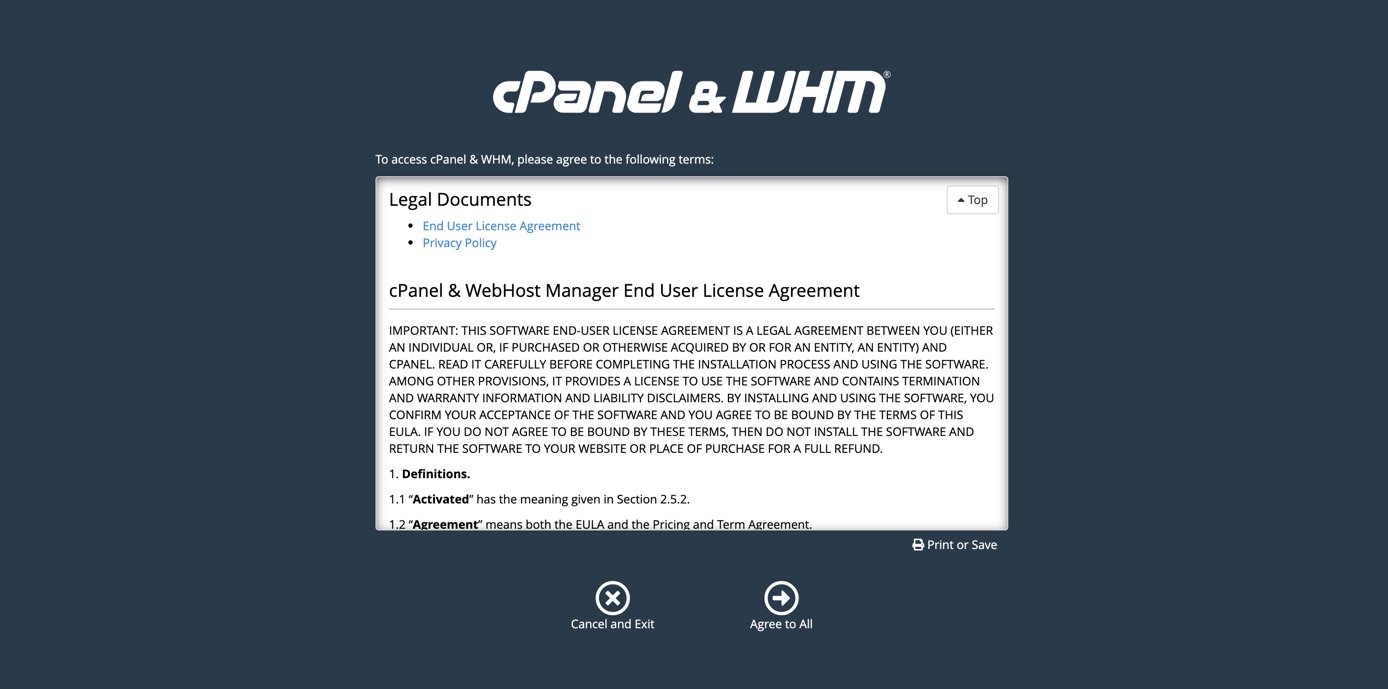 cPanel & WHM®
To access cPanel & WHM, please agree to the following terms:
Legal Documents
Top
End User License Agreement
Privacy Policy
cPanel & WebHost Manager End User License Agreement
IMPORTANT: THIS SOFTWARE END-USER LICENSE AGREEMENT IS A LEGAL AGREEMENT BETWEEN YOU (EITHER
AN INDIVIDUAL OR, IF PURCHASED OR OTHERWISE ACQUIRED BY OR FOR AN ENTITY, AN ENTITY) AND
CPANEL. READ IT CAREFULLY BEFORE COMPLETING THE INSTALLATION PROCESS AND USING THE SOFTWARE.
AMONG OTHER PROVISIONS, IT PROVIDES A LICENSE TO USE THE SOFTWARE AND CONTAINS TERMINATION
AND WARRANTY INFORMATION AND LIABILITY DISCLAIMERS. BY INSTALLING AND USING THE SOFTWARE, YOU
CONFIRM YOUR ACCEPTANCE OF THE SOFTWARE AND YOU AGREE TO BE BOUND BY THE TERMS OF THIS
EULA. IF YOU DO NOT AGREE TO BE BOUND BY THESE TERMS, THEN DO NOT INSTALL THE SOFTWARE AND
RETURN THE SOFTWARE TO YOUR WEBSITE OR PLACE OF PURCHASE FOR A FULL REFUND.
1. Definitions.
1.1 “Activated” has the meaning given in Section 2.5.2.
1.2 “Agreement” means both the EULA and the Pricing and Term Agreement.
Print or Save
Cancel and Exit
Agree to All